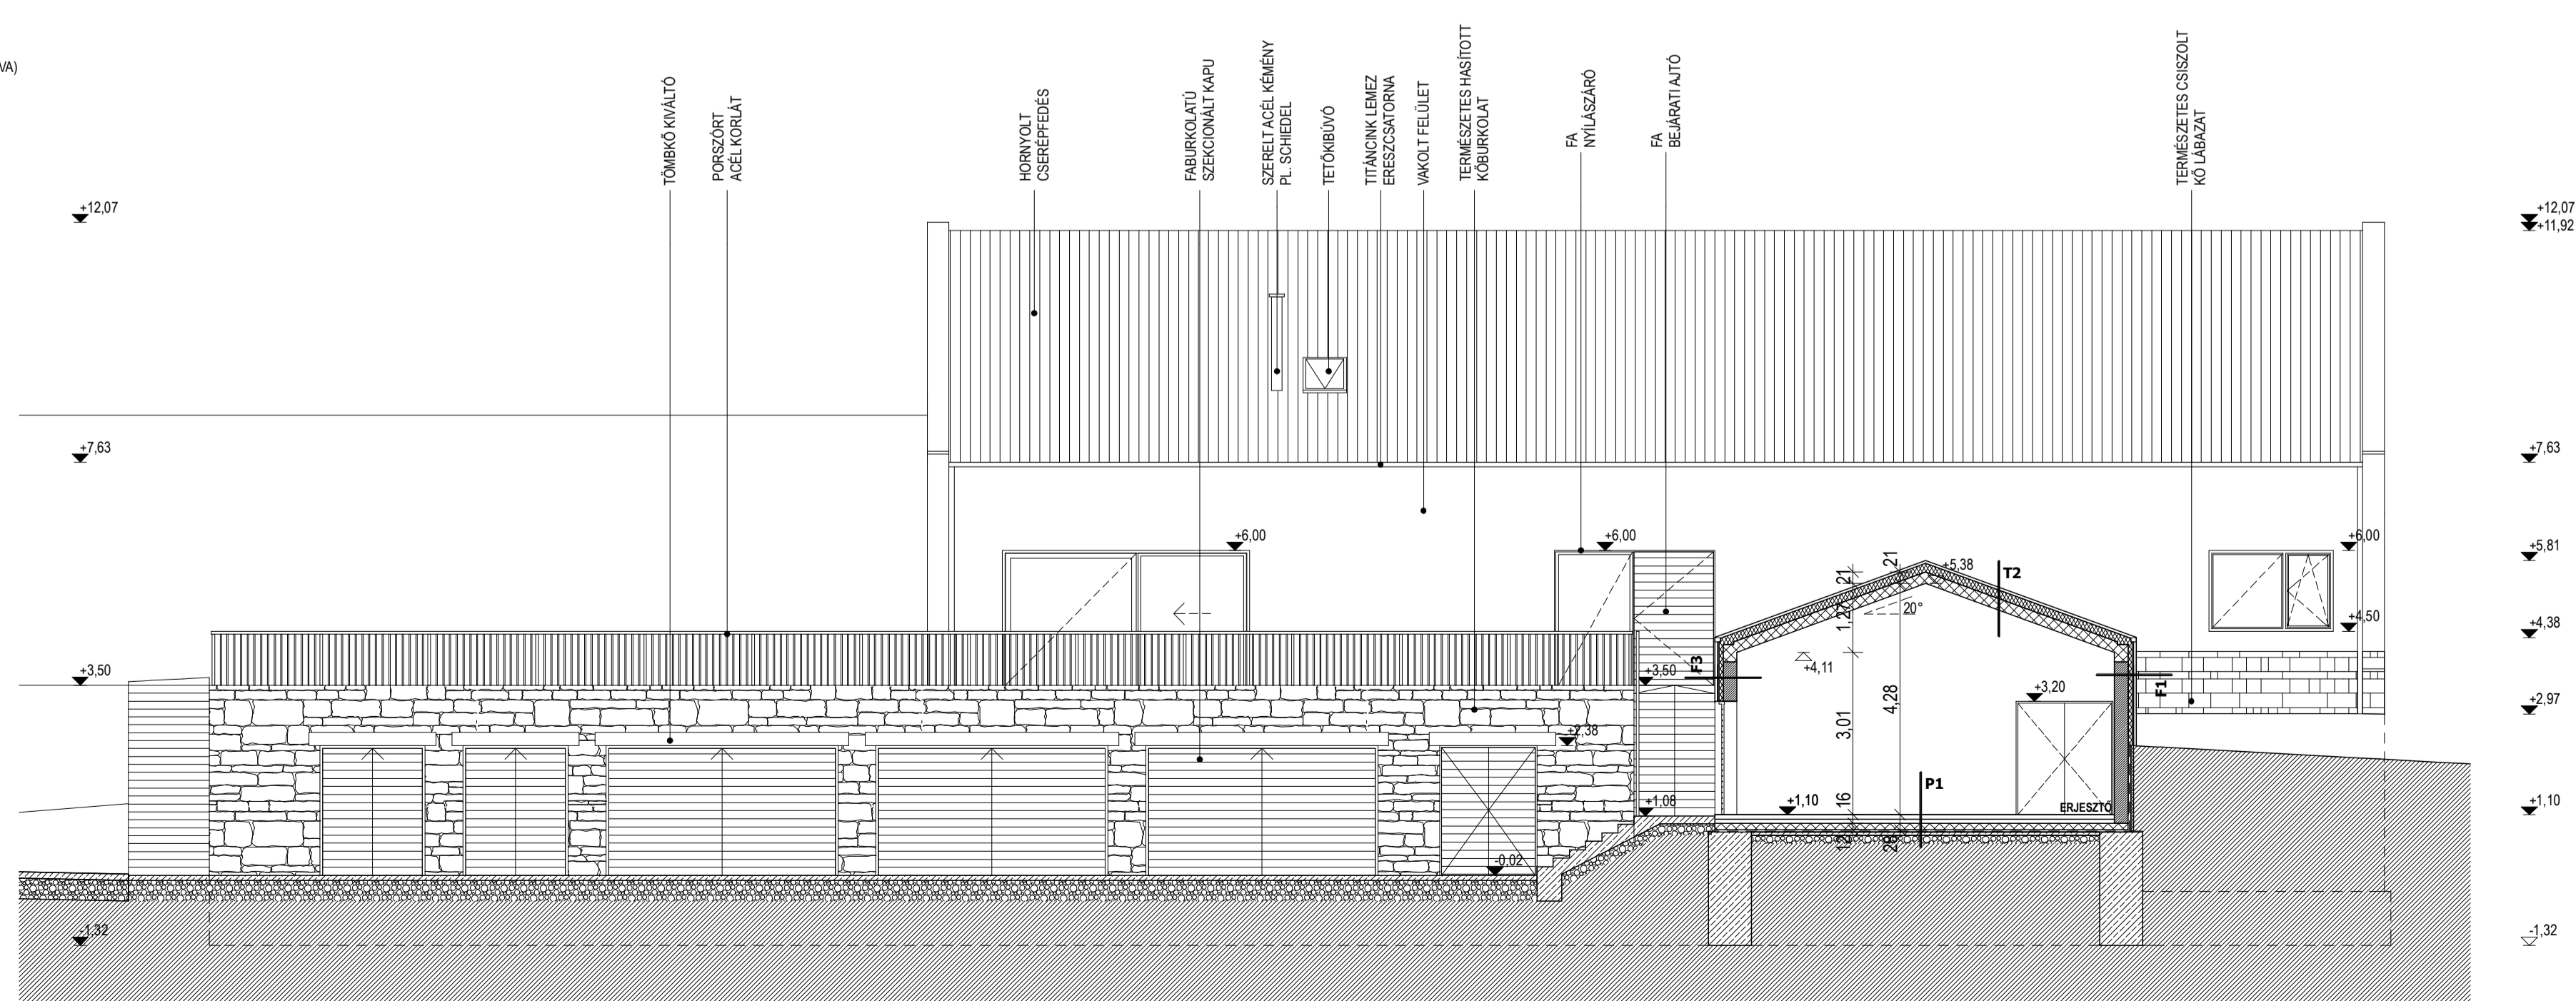 VA)
TÖMBKŐ KIVÁLTÓ
PORSZÓRT
ACÉL KORLÁT
HORNYOLT
CSERÉPFEDÉS
FABURKOLATÚ
SZEKCIONÁLT KAPU
SZERELT ACÉL KÉMÉNY
PL. SCHIEDEL
TETŐKIBÚVÓ
TITÁNCINK LEMEZ
ERESZCSATORNA
VAKOLT FELÜLET
TERMÉSZETES HASÍTOTT
KŐBURKOLAT
FA
NYÍLÁSZÁRÓ
FA
BEJÁRATI AJTÓ
TERMÉSZETES CSISZOLT
KŐ LÁBAZAT
+12,07
+12,07
+11,92
+7,63
+7,63
+6,00
+6,00
+6,00
+5,81
21
21
+5,38
T2
20°
1,27
+4,50
+4,38
+3,50
+3,50
F3
+4,11
+3,20
F1
+2,97
4,28
3,01
+2,38
P1
16
+1,08
+1,10
ERJESZTŐ
+1,10
12
28
-0,02
-1,32
-1,32